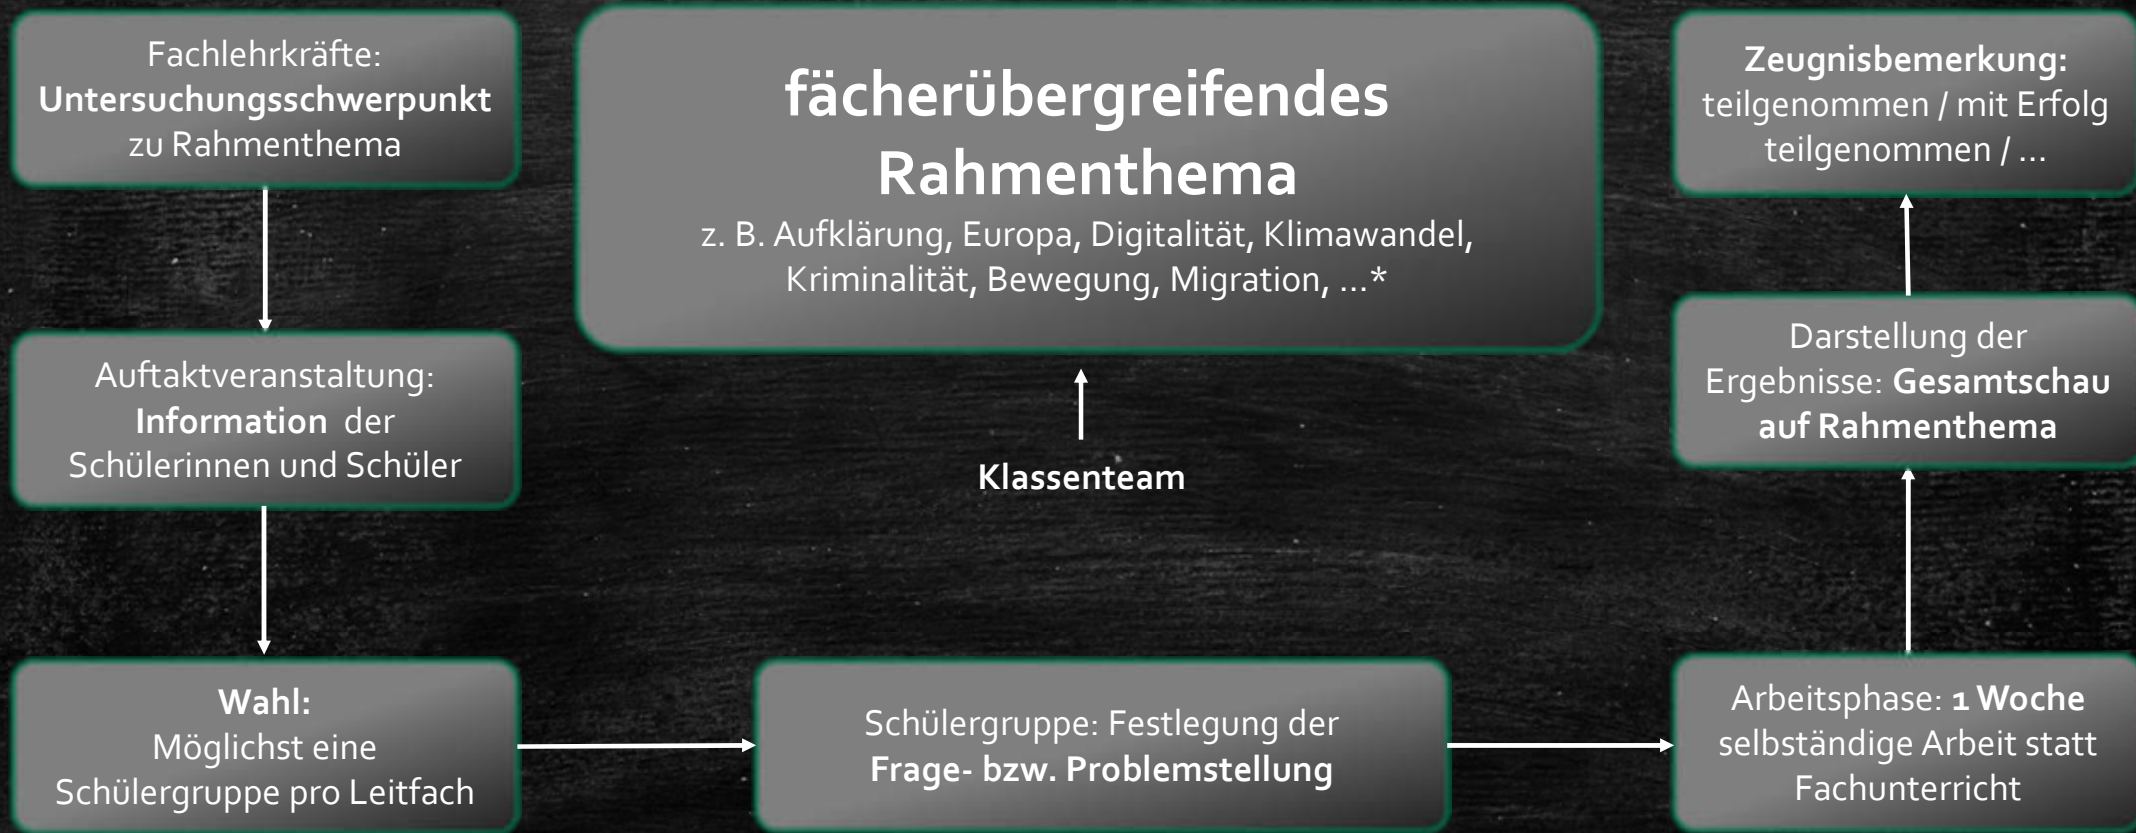 Fachlehrkräfte:
Untersuchungsschwerpunkt
zu Rahmenthema
fächerübergreifendes
Rahmenthema
z. B. Aufklärung, Europa, Digitalität, Klimawandel,
Kriminalität, Bewegung, Migration, ...*
Klassenteam
Auftaktveranstaltung:
Information der
Schülerinnen und Schüler
Wahl:
Möglichst eine
Schülergruppe pro Leitfach
Schülergruppe: Festlegung der
Frage- bzw. Problemstellung
Arbeitsphase: 1 Woche
selbständige Arbeit statt
Fachunterricht
Darstellung der
Ergebnisse: Gesamtschau
auf Rahmenthema
Zeugnisbemerkung:
teilgenommen / mit Erfolg
teilgenommen / ...